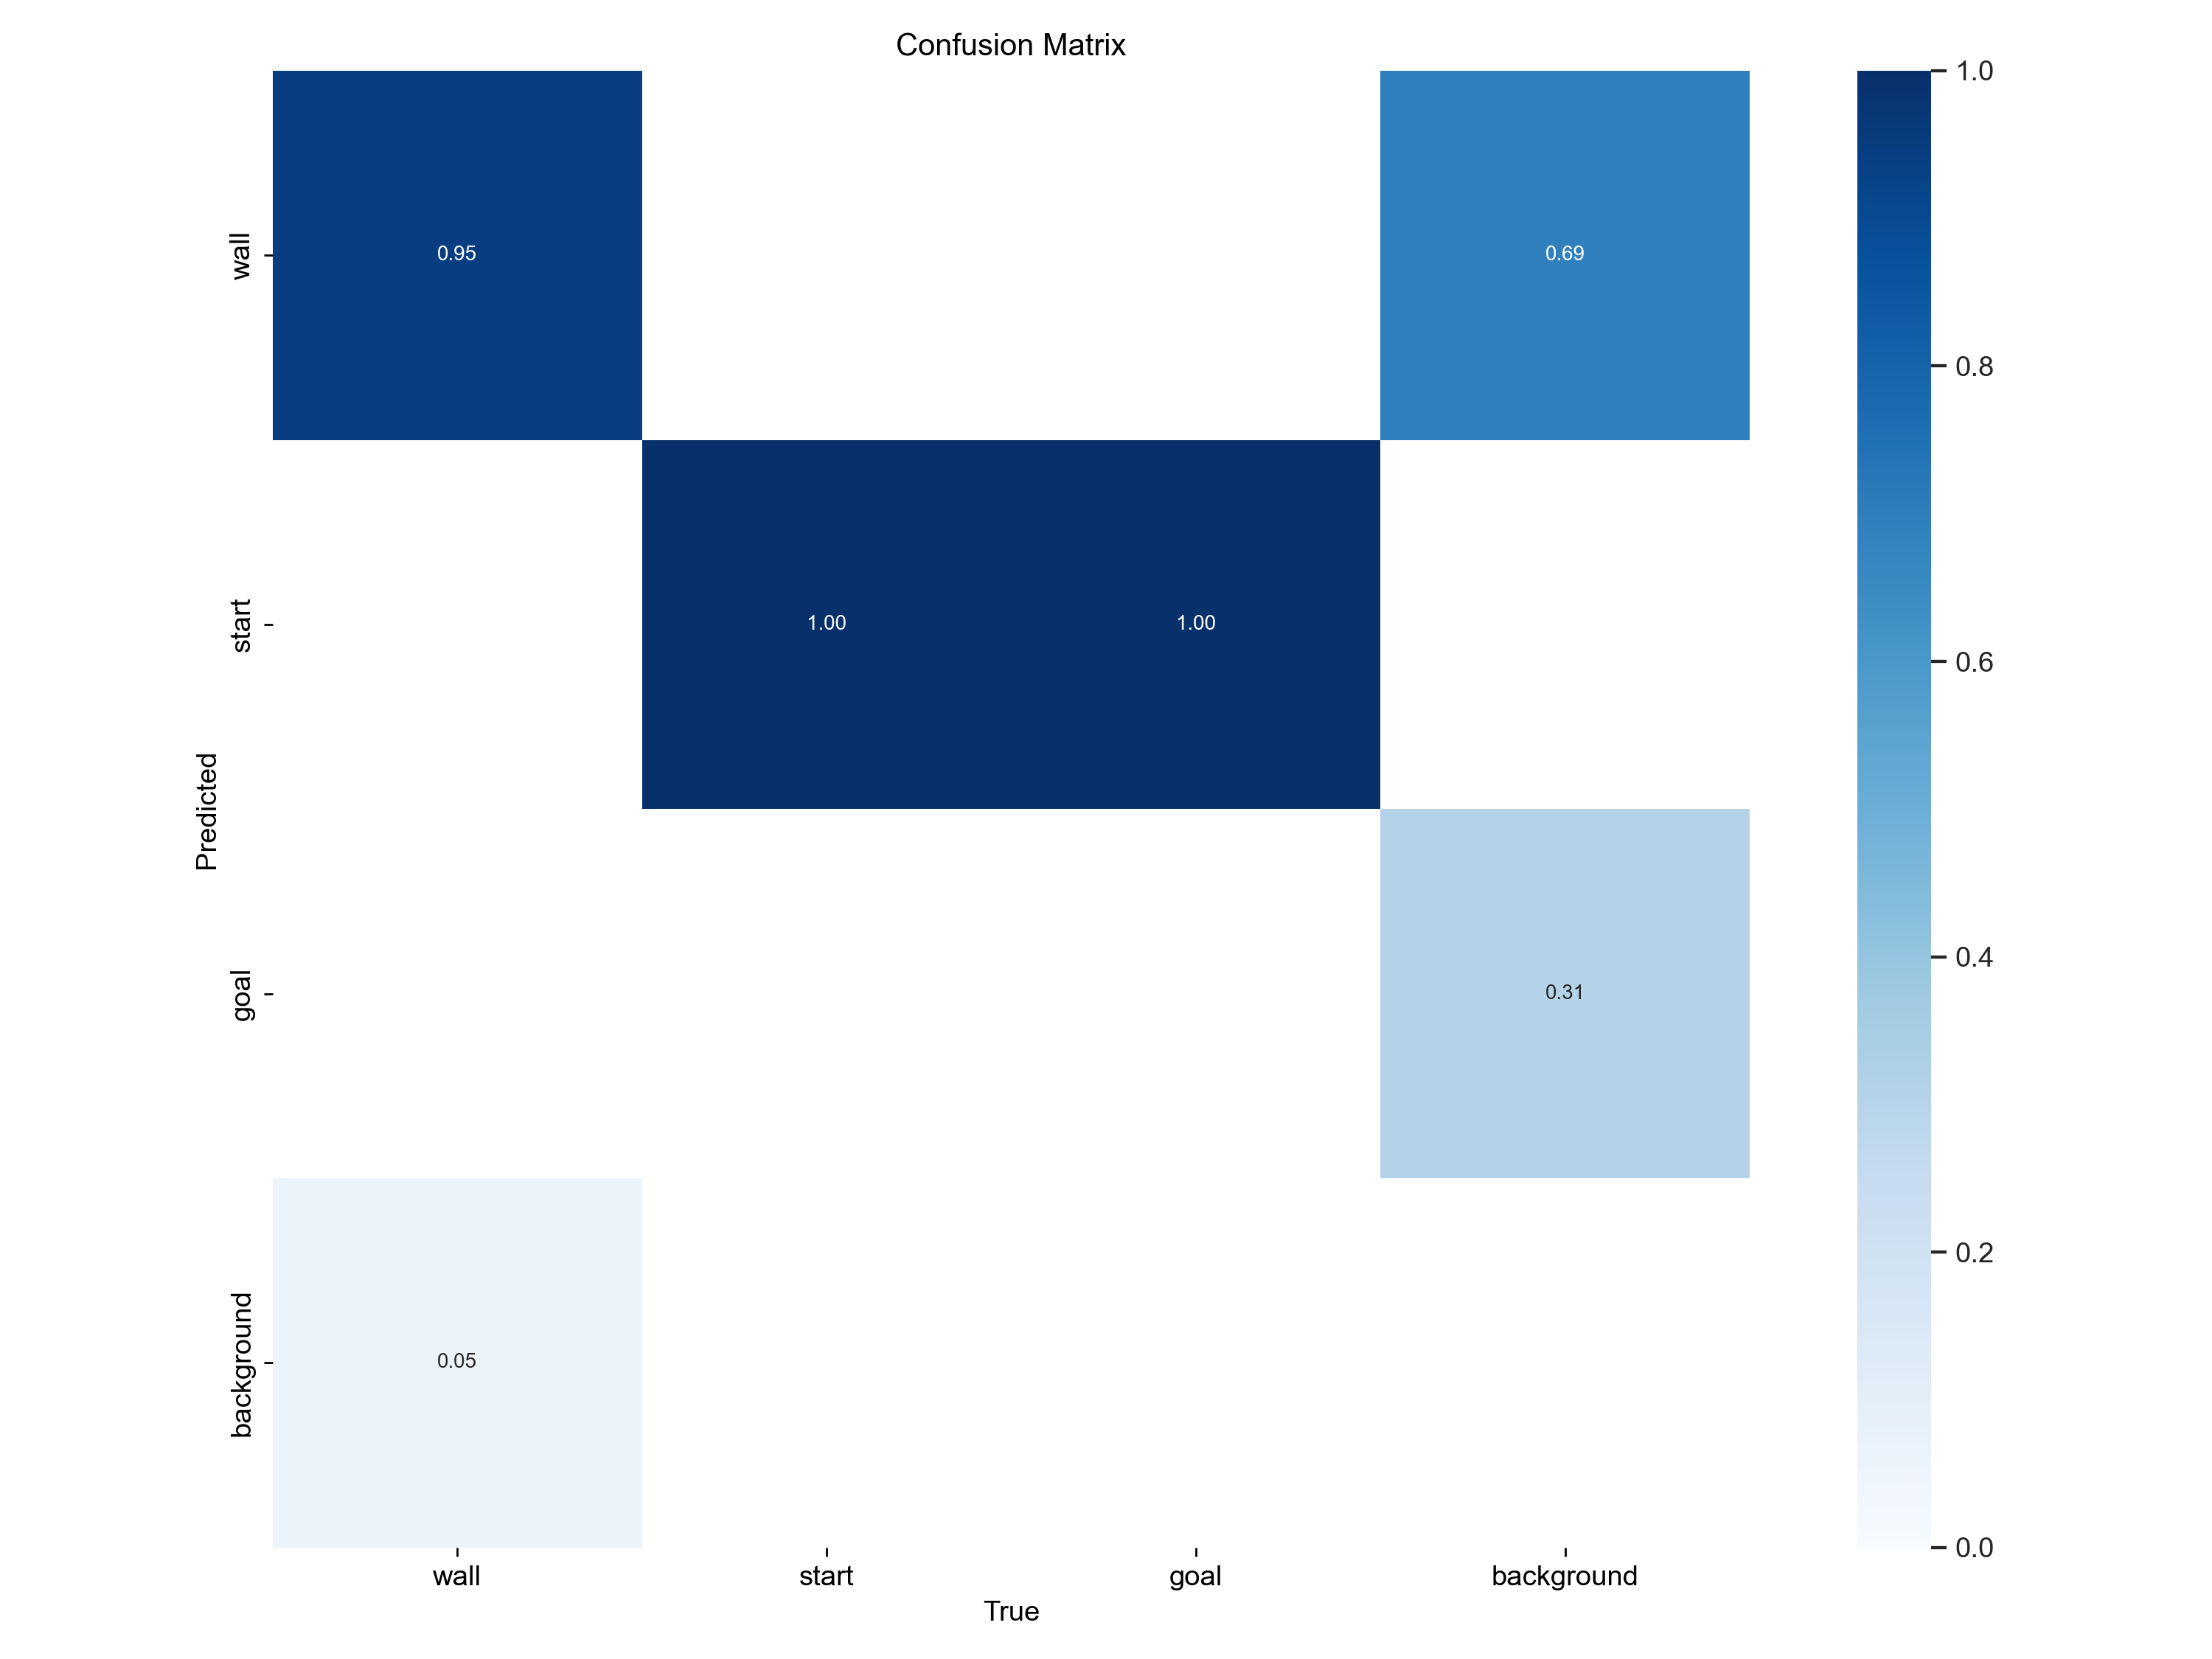 Confusion Matrix
wall
0.95
0.69
start
1.00
1.00
goal
0.31
background
0.05
Predicted
wall
start
goal
background
True
1.0
0.8
0.6
0.4
0.2
0.0